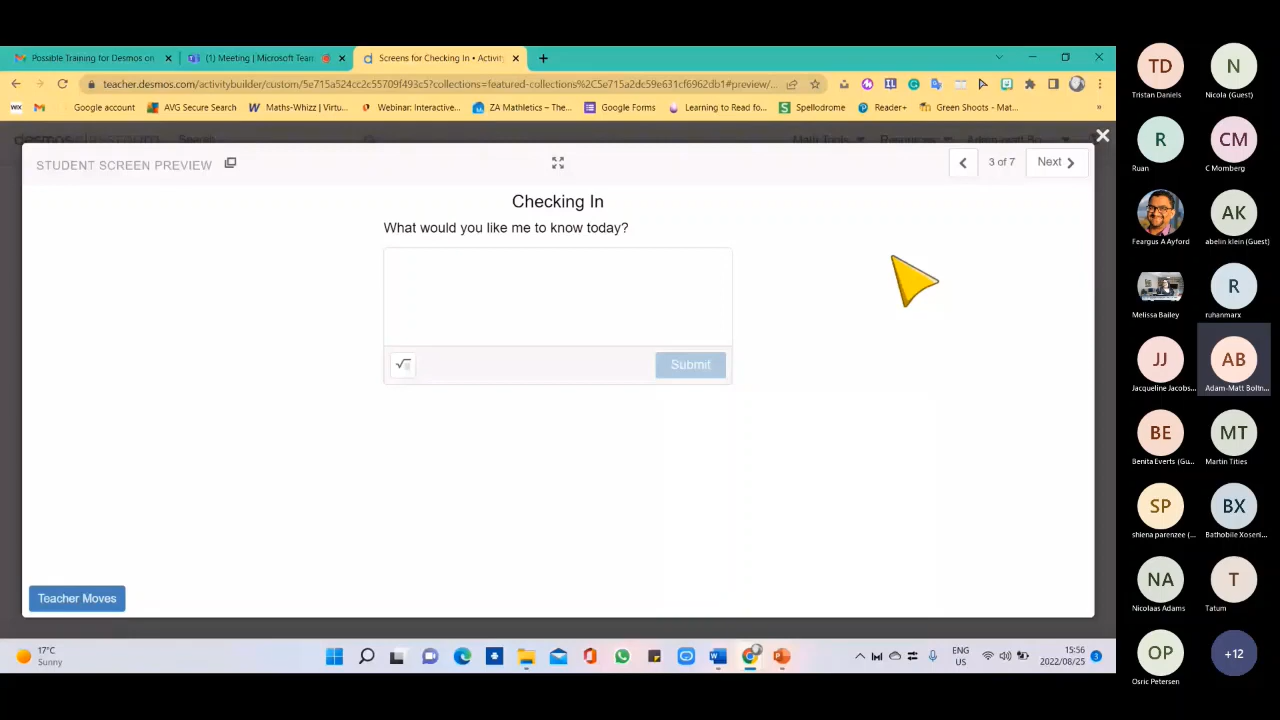 Possible Training for Desmos on
(1) Meeting | Microsoft Team
Screens for Checking In • Activity
teacher.desmos.com/activitybuilder/custom/5e715a524cc2c55709f493c5?collections=featured-collections%2C5e715a2dc59e631cf6962db1#preview/...
WiX
Google account
AVG Secure Search
Maths-Whizz | Virtu...
Webinar: Interactive...
ZA Mathletics – The...
Google Forms
Learning to Read fo...
Spellodrome
Reader+
Green Shoots – Mat...
»
STUDENT SCREEN PREVIEW
3 of 7
Next
Checking In
What would you like me to know today?
√
Submit
Teacher Moves
17°C
Sunny
ENG
US
15:56
2022/08/25
3
TD
Tristan Daniels
N
Nicola (Guest)
R
Ruan
CM
C Momberg
Feargus A Ayford
AK
abelin klein (Guest)
Melissa Bailey
R
ruhanmarx
JJ
Jacqueline Jacobs...
AB
Adam-Matt Boltn...
BE
Benita Everts (Gu...
MT
Martin Tities
SP
shiena parenzee (...
BX
Bathobile Xoseni...
NA
Nicolaas Adams
T
Tatum
OP
Osric Petersen
+12